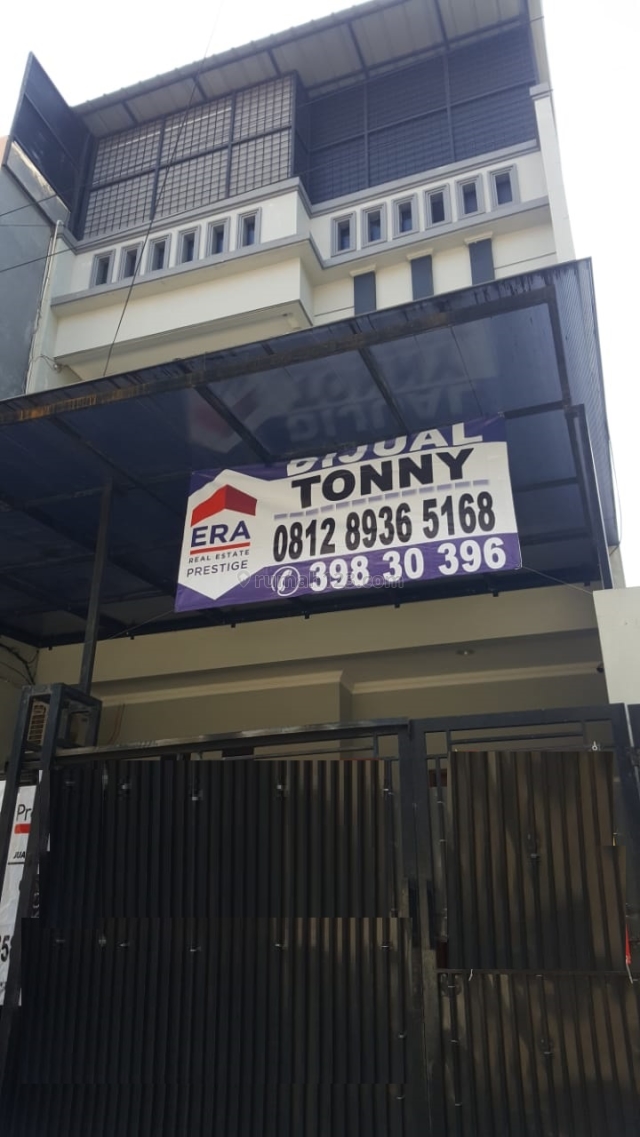 DIJUAL
TONNY
0812 8936 5168
398 30 396
ERA
REAL ESTATE
PRESTIGE